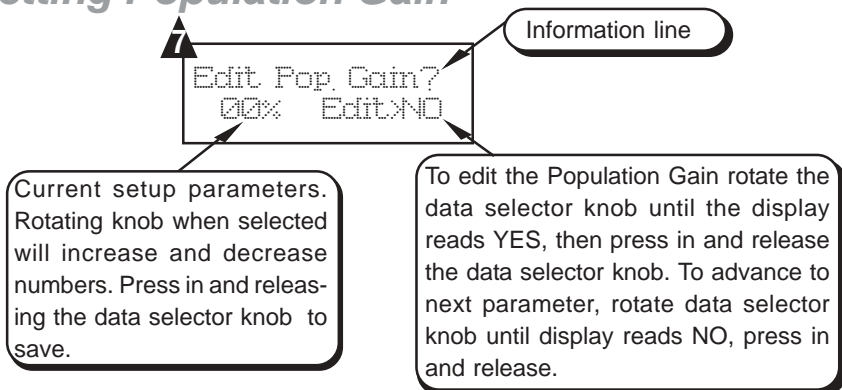 Setting Population Gain
Information line
7
Edit Pop. Gain?
00% Edit>NO
Current setup parameters.
Rotating knob when selected
will increase and decrease
numbers. Press in and releas-
ing the data selector knob to
save.
To edit the Population Gain rotate the
data selector knob until the display
reads YES, then press in and release
the data selector knob. To advance to
next parameter, rotate data selector
knob until display reads NO, press in
and release.